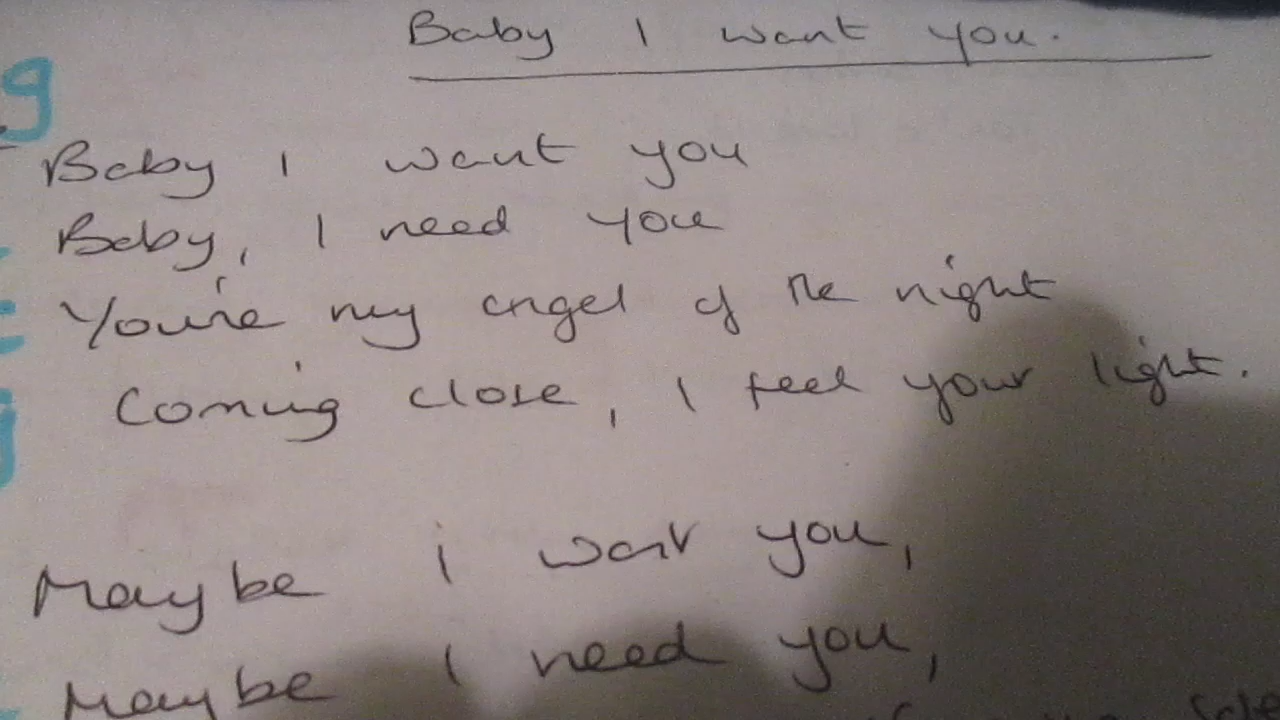 Baby I want you.
Baby I want you
Baby, I need you
You're my angel of the night
Coming close, I feel your light.
Maybe i want you,
Maybe I need you,